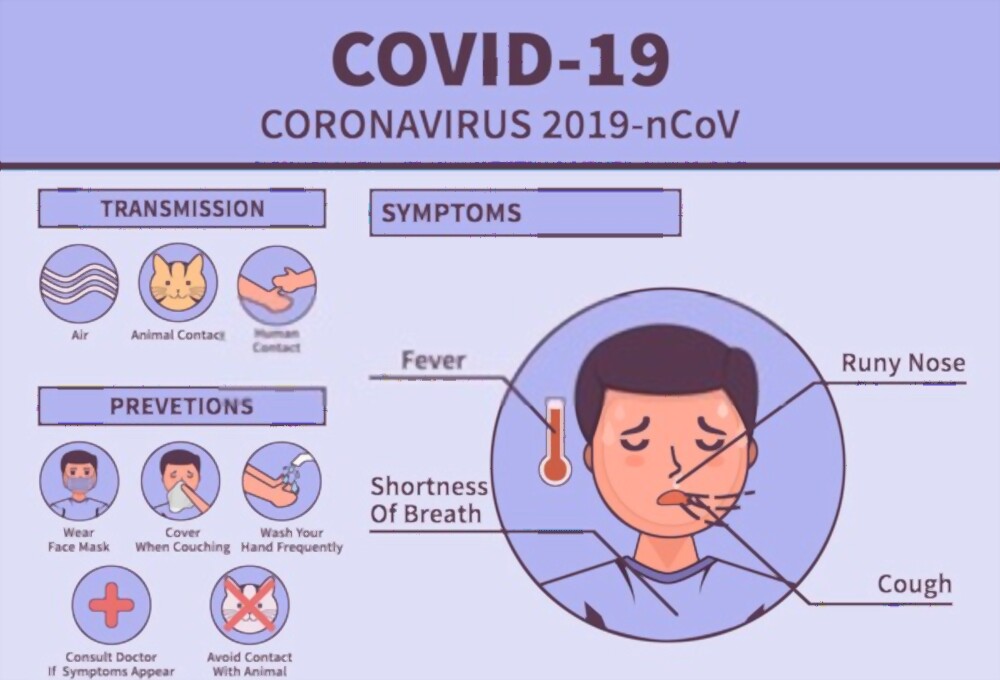 COVID-19
CORONAVIRUS 2019-nCoV
TRANSMISSION
Air
Animal Contact
Human
Contact
PREVETIONS
Wear
Face Mask
Cover
When Couching
Wash Your
Hand Frequently
Consult Doctor
If Symptoms Appear
Avoid Contact
With Animal
SYMPTOMS
Fever
Runy Nose
Shortness
Of Breath
Cough